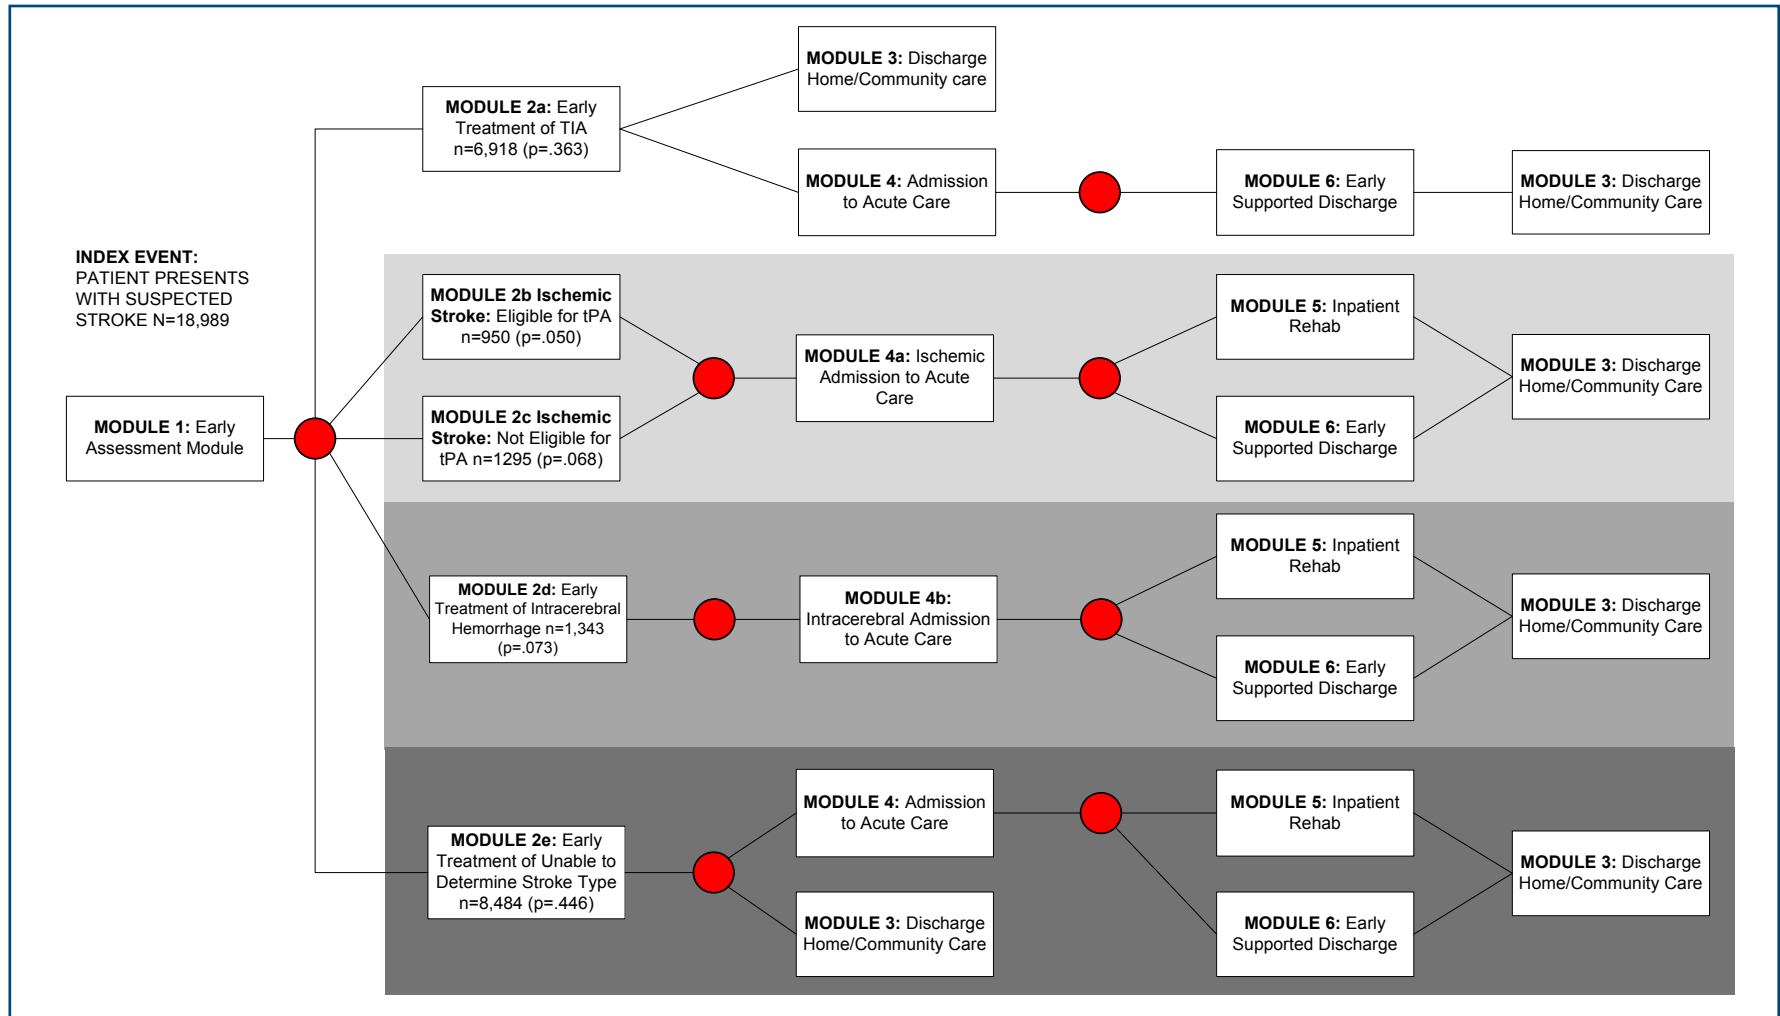 INDEX EVENT:
PATIENT PRESENTS
WITH SUSPECTED
STROKE N=18,989
MODULE 1: Early
Assessment Module
MODULE 2a: Early
Treatment of TIA
n=6,918 (p=.363)
MODULE 3: Discharge
Home/Community care
MODULE 4: Admission
to Acute Care
MODULE 6: Early
Supported Discharge
MODULE 3: Discharge
Home/Community Care
MODULE 2b Ischemic
Stroke: Eligible for tPA
n=950 (p=.050)
MODULE 2c Ischemic
Stroke: Not Eligible for
tPA n=1295 (p=.068)
MODULE 4a: Ischemic
Admission to Acute
Care
MODULE 5: Inpatient
Rehab
MODULE 6: Early
Supported Discharge
MODULE 3: Discharge
Home/Community Care
MODULE 2d: Early
Treatment of Intracerebral
Hemorrhage n=1,343
(p=.073)
MODULE 4b:
Intracerebral Admission
to Acute Care
MODULE 5: Inpatient
Rehab
MODULE 6: Early
Supported Discharge
MODULE 3: Discharge
Home/Community Care
MODULE 2e: Early
Treatment of Unable to
Determine Stroke Type
n=8,484 (p=.446)
MODULE 4: Admission
to Acute Care
MODULE 3: Discharge
Home/Community Care
MODULE 5: Inpatient
Rehab
MODULE 6: Early
Supported Discharge
MODULE 3: Discharge
Home/Community Care